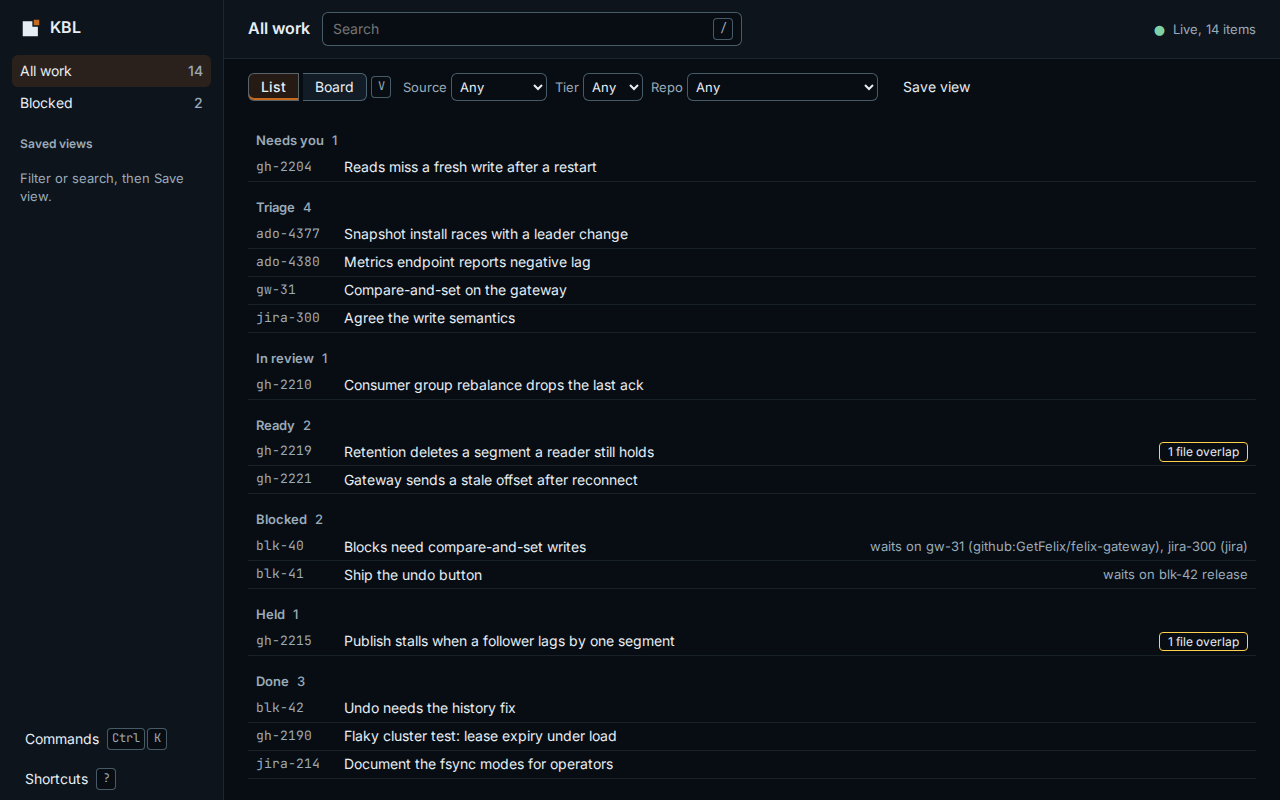 KBL
All work 14
Blocked 2
Saved views
Filter or search, then Save
view.
Commands Ctrl K
Shortcuts ?
All work Search / Live, 14 items
List Board V Source Any Tier Any Repo Any Save view
Needs you 1
gh-2204 Reads miss a fresh write after a restart
Triage 4
ado-4377 Snapshot install races with a leader change
ado-4380 Metrics endpoint reports negative lag
gw-31 Compare-and-set on the gateway
jira-300 Agree the write semantics
In review 1
gh-2210 Consumer group rebalance drops the last ack
Ready 2
gh-2219 Retention deletes a segment a reader still holds 1 file overlap
gh-2221 Gateway sends a stale offset after reconnect
Blocked 2
blk-40 Blocks need compare-and-set writes waits on gw-31 (github:GetFelix/felix-gateway), jira-300 (jira)
blk-41 Ship the undo button waits on blk-42 release
Held 1
gh-2215 Publish stalls when a follower lags by one segment 1 file overlap
Done 3
blk-42 Undo needs the history fix
gh-2190 Flaky cluster test: lease expiry under load
jira-214 Document the fsync modes for operators